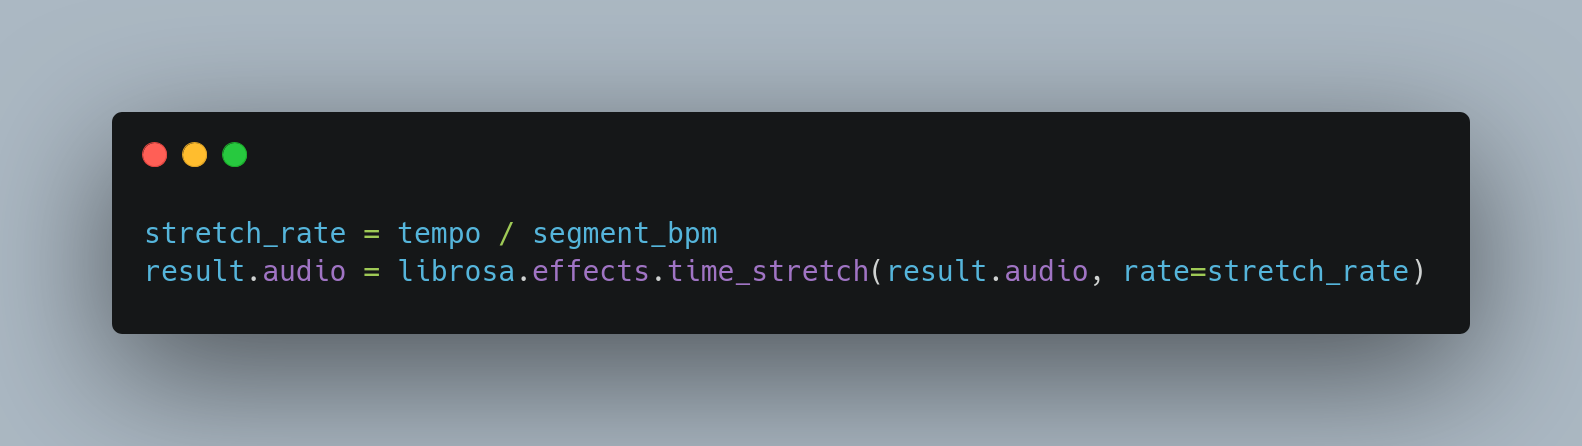 stretch_rate = tempo / segment_bpm
result.audio = librosa.effects.time_stretch(result.audio, rate=stretch_rate)